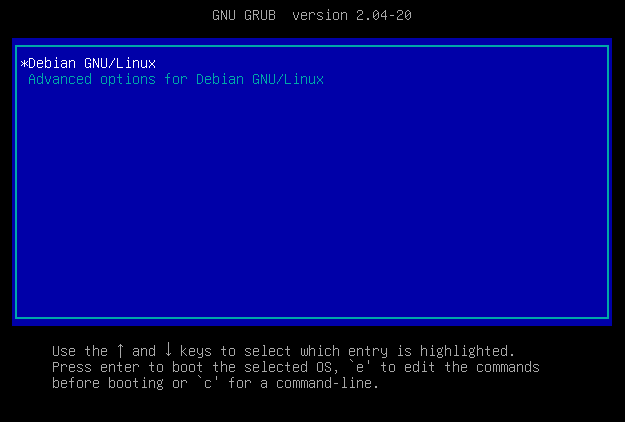 GNU GRUB  version 2.04-20
*Debian GNU/Linux
Advanced options for Debian GNU/Linux
Use the ↑ and ↓ keys to select which entry is highlighted.
Press enter to boot the selected OS, `e' to edit the commands
before booting or `c' for a command-line.